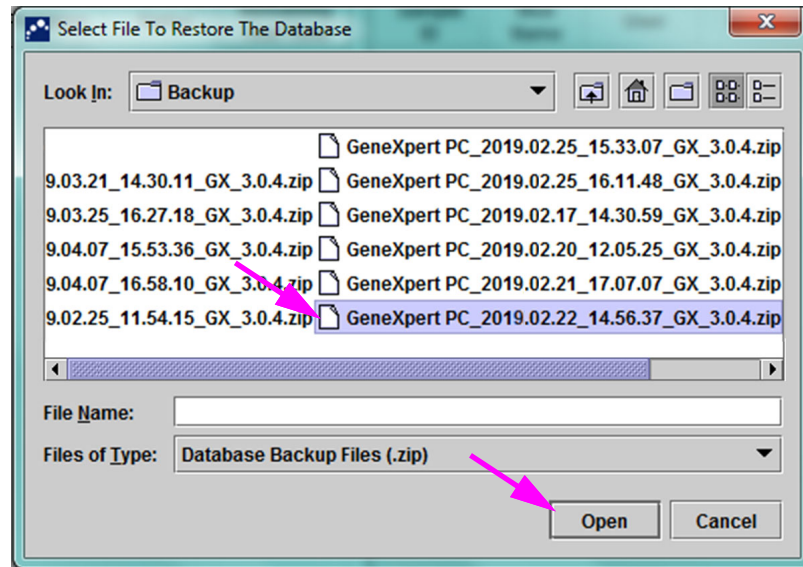 Select File To Restore The Database
Look In: Backup
GeneXpert PC_2019.02.25_15.33.07_GX_3.0.4.zip
9.03.21_14.30.11_GX_3.0.4.zip GeneXpert PC_2019.02.25_16.11.48_GX_3.0.4.zip
9.03.25_16.27.18_GX_3.0.4.zip GeneXpert PC_2019.02.17_14.30.59_GX_3.0.4.zip
9.04.07_15.53.36_GX_3.0.4.zip GeneXpert PC_2019.02.20_12.05.25_GX_3.0.4.zip
9.04.07_16.58.10_GX_3.0.4.zip GeneXpert PC_2019.02.21_17.07.07_GX_3.0.4.zip
9.02.25_11.54.15_GX_3.0.4.zip GeneXpert PC_2019.02.22_14.56.37_GX_3.0.4.zip
File Name:
Files of Type: Database Backup Files (.zip)
Open Cancel